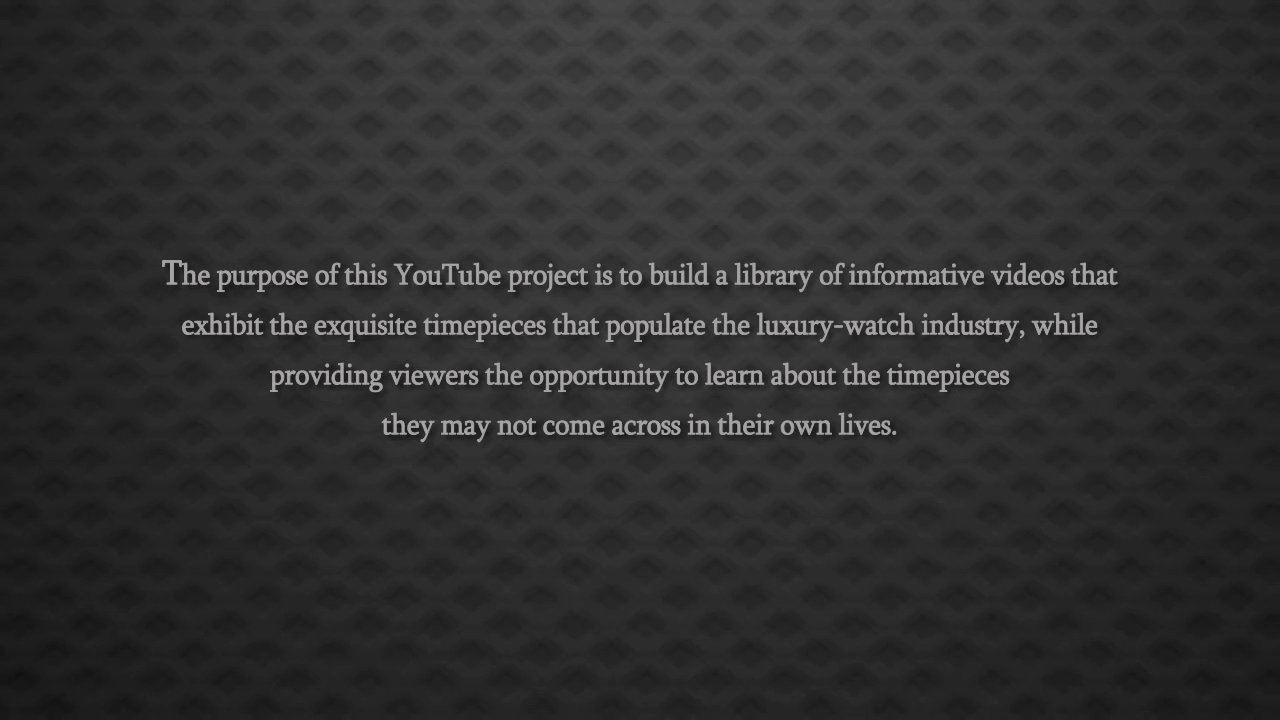 The purpose of this YouTube project is to build a library of informative videos that
exhibit the exquisite timepieces that populate the luxury-watch industry, while
providing viewers the opportunity to learn about the timepieces
they may not come across in their own lives.